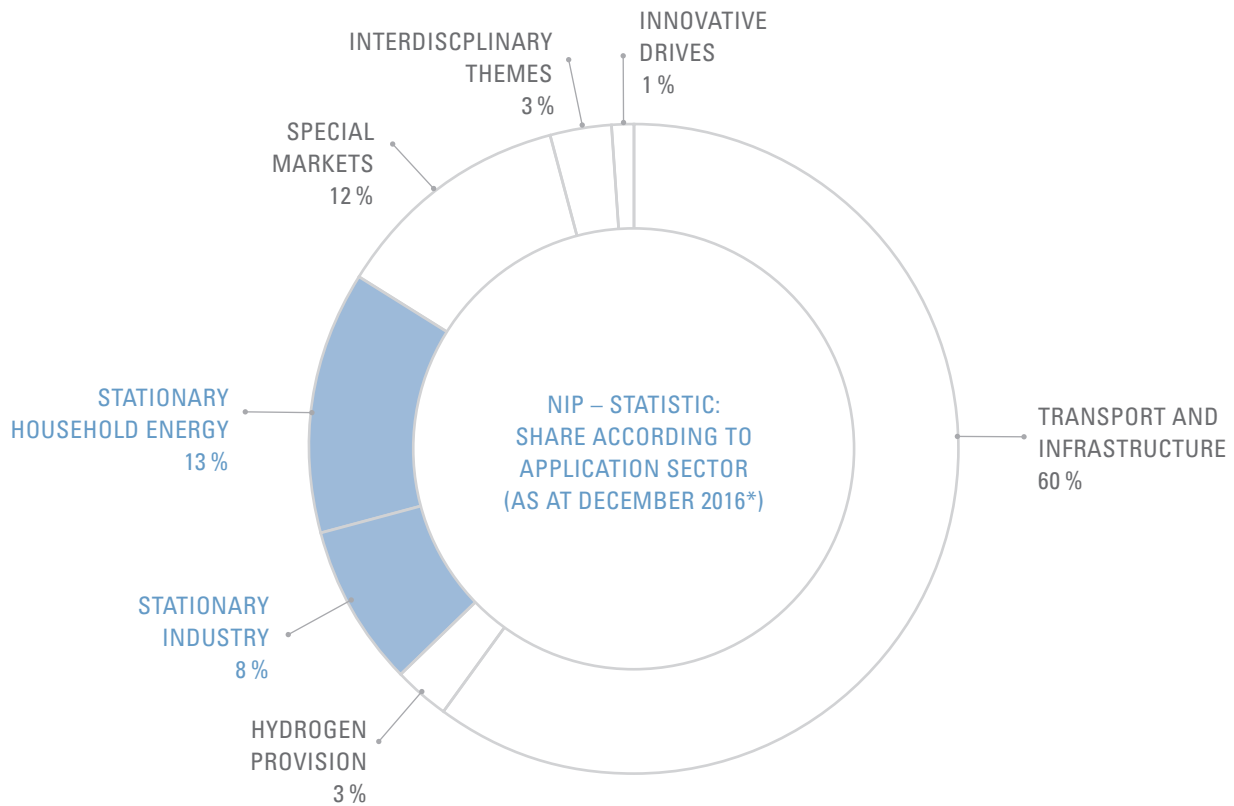 INNOVATIVE
DRIVES
1 %
INTERDISCPLINARY
THEMES
3 %
SPECIAL
MARKETS
12 %
STATIONARY
HOUSEHOLD ENERGY
13 %
NIP – STATISTIC:
SHARE ACCORDING TO
APPLICATION SECTOR
(AS AT DECEMBER 2016*)
TRANSPORT AND
INFRASTRUCTURE
60 %
STATIONARY
INDUSTRY
8 %
HYDROGEN
PROVISION
3 %